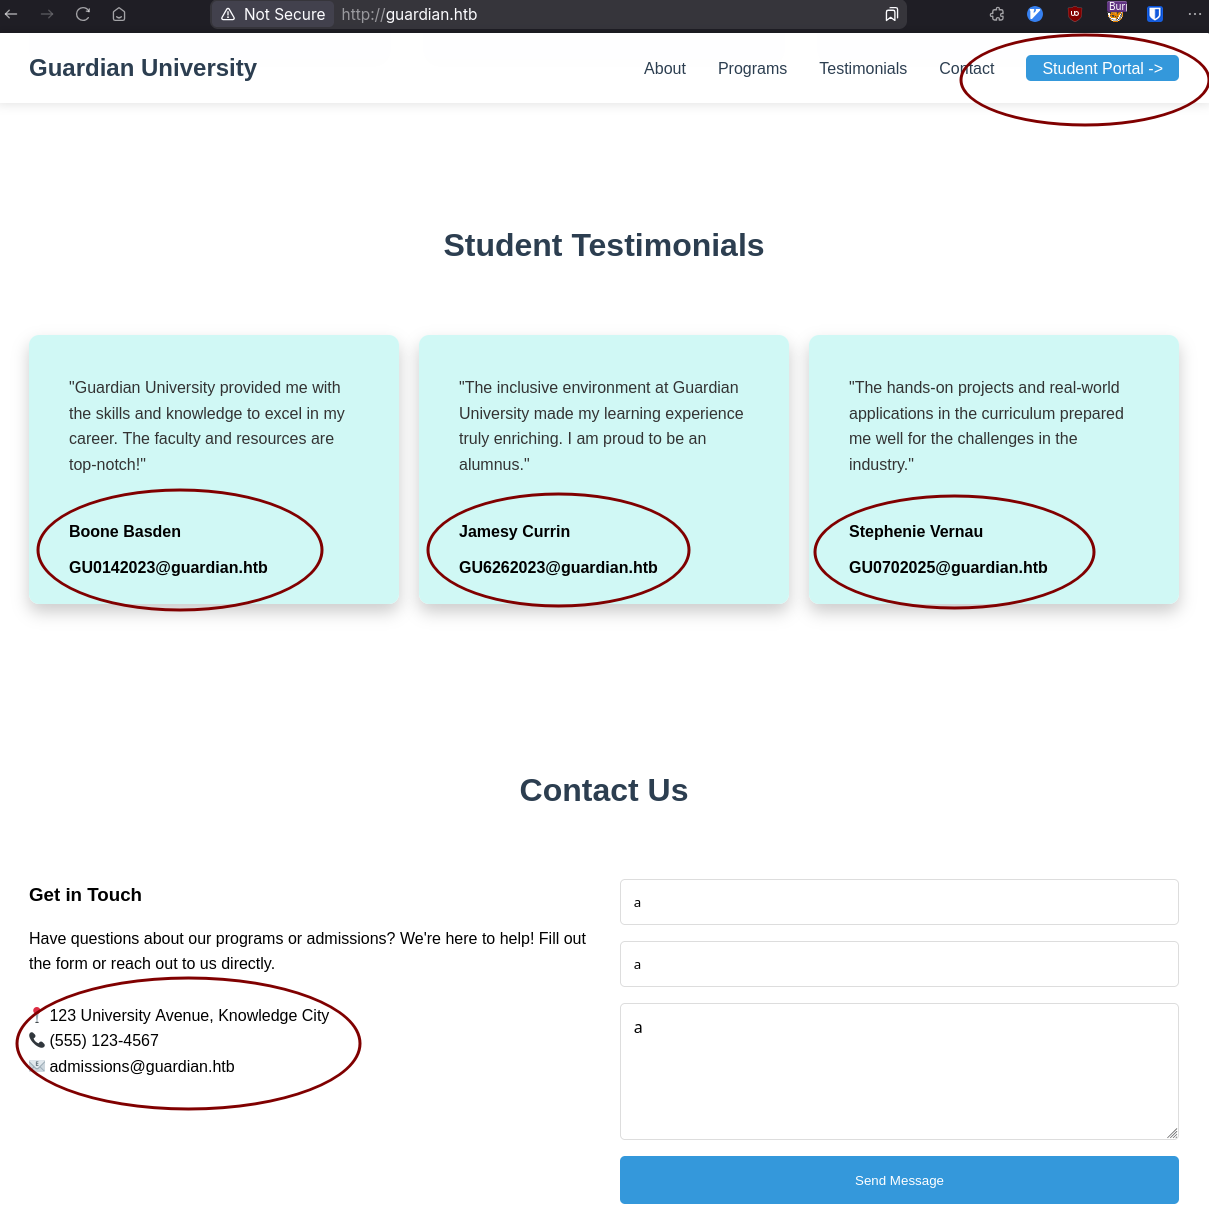 Not Secure http://guardian.htb
Guardian University
About Programs Testimonials Contact Student Portal ->
Student Testimonials
"Guardian University provided me with
the skills and knowledge to excel in my
career. The faculty and resources are
top-notch!"
Boone Basden
GU0142023@guardian.htb
"The inclusive environment at Guardian
University made my learning experience
truly enriching. I am proud to be an
alumnus."
Jamesy Currin
GU6262023@guardian.htb
"The hands-on projects and real-world
applications in the curriculum prepared
me well for the challenges in the
industry."
Stephenie Vernau
GU0702025@guardian.htb
Contact Us
Get in Touch
Have questions about our programs or admissions? We're here to help! Fill out
the form or reach out to us directly.
123 University Avenue, Knowledge City
(555) 123-4567
admissions@guardian.htb
a
a
a
Send Message